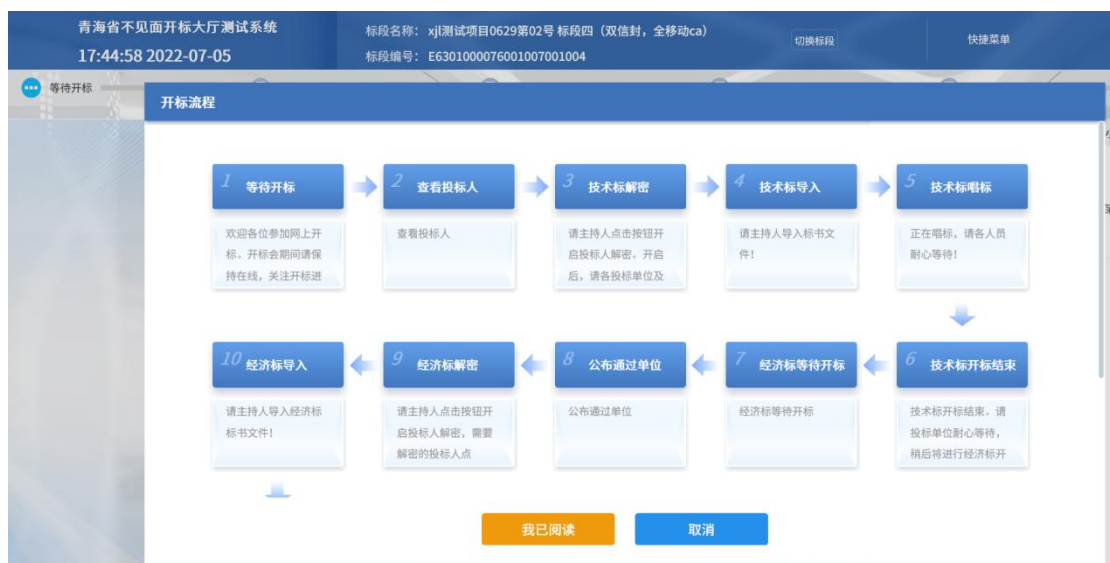 青海省不见面开标大厅测试系统
17:44:58 2022-07-05
标段名称： xjl测试项目0629第02号 标段四（双信封，全移动ca）
标段编号： E6301000076001007001004
切换标段
快捷菜单
等待开标
开标流程
1 等待开标
2 查看投标人
3 技术标解密
4 技术标导入
5 技术标唱标
欢迎各位参加网上开
标。开标会期间请保
持在线，关注开标进
查看投标人
请主持人点击按钮开
启投标人解密。开启
后，请各投标单位及
请主持人导入标书文
件！
正在唱标，请各人员
耐心等待！
10 经济标导入
9 经济标解密
8 公布通过单位
7 经济标等待开标
6 技术标开标结束
请主持人导入经济标
标书文件！
请主持人点击按钮开
启投标人解密，需要
解密的投标人点
公布通过单位
经济标等待开标
技术标开标结束。请
投标单位耐心等待，
稍后将进行经济标开
我已阅读
取消